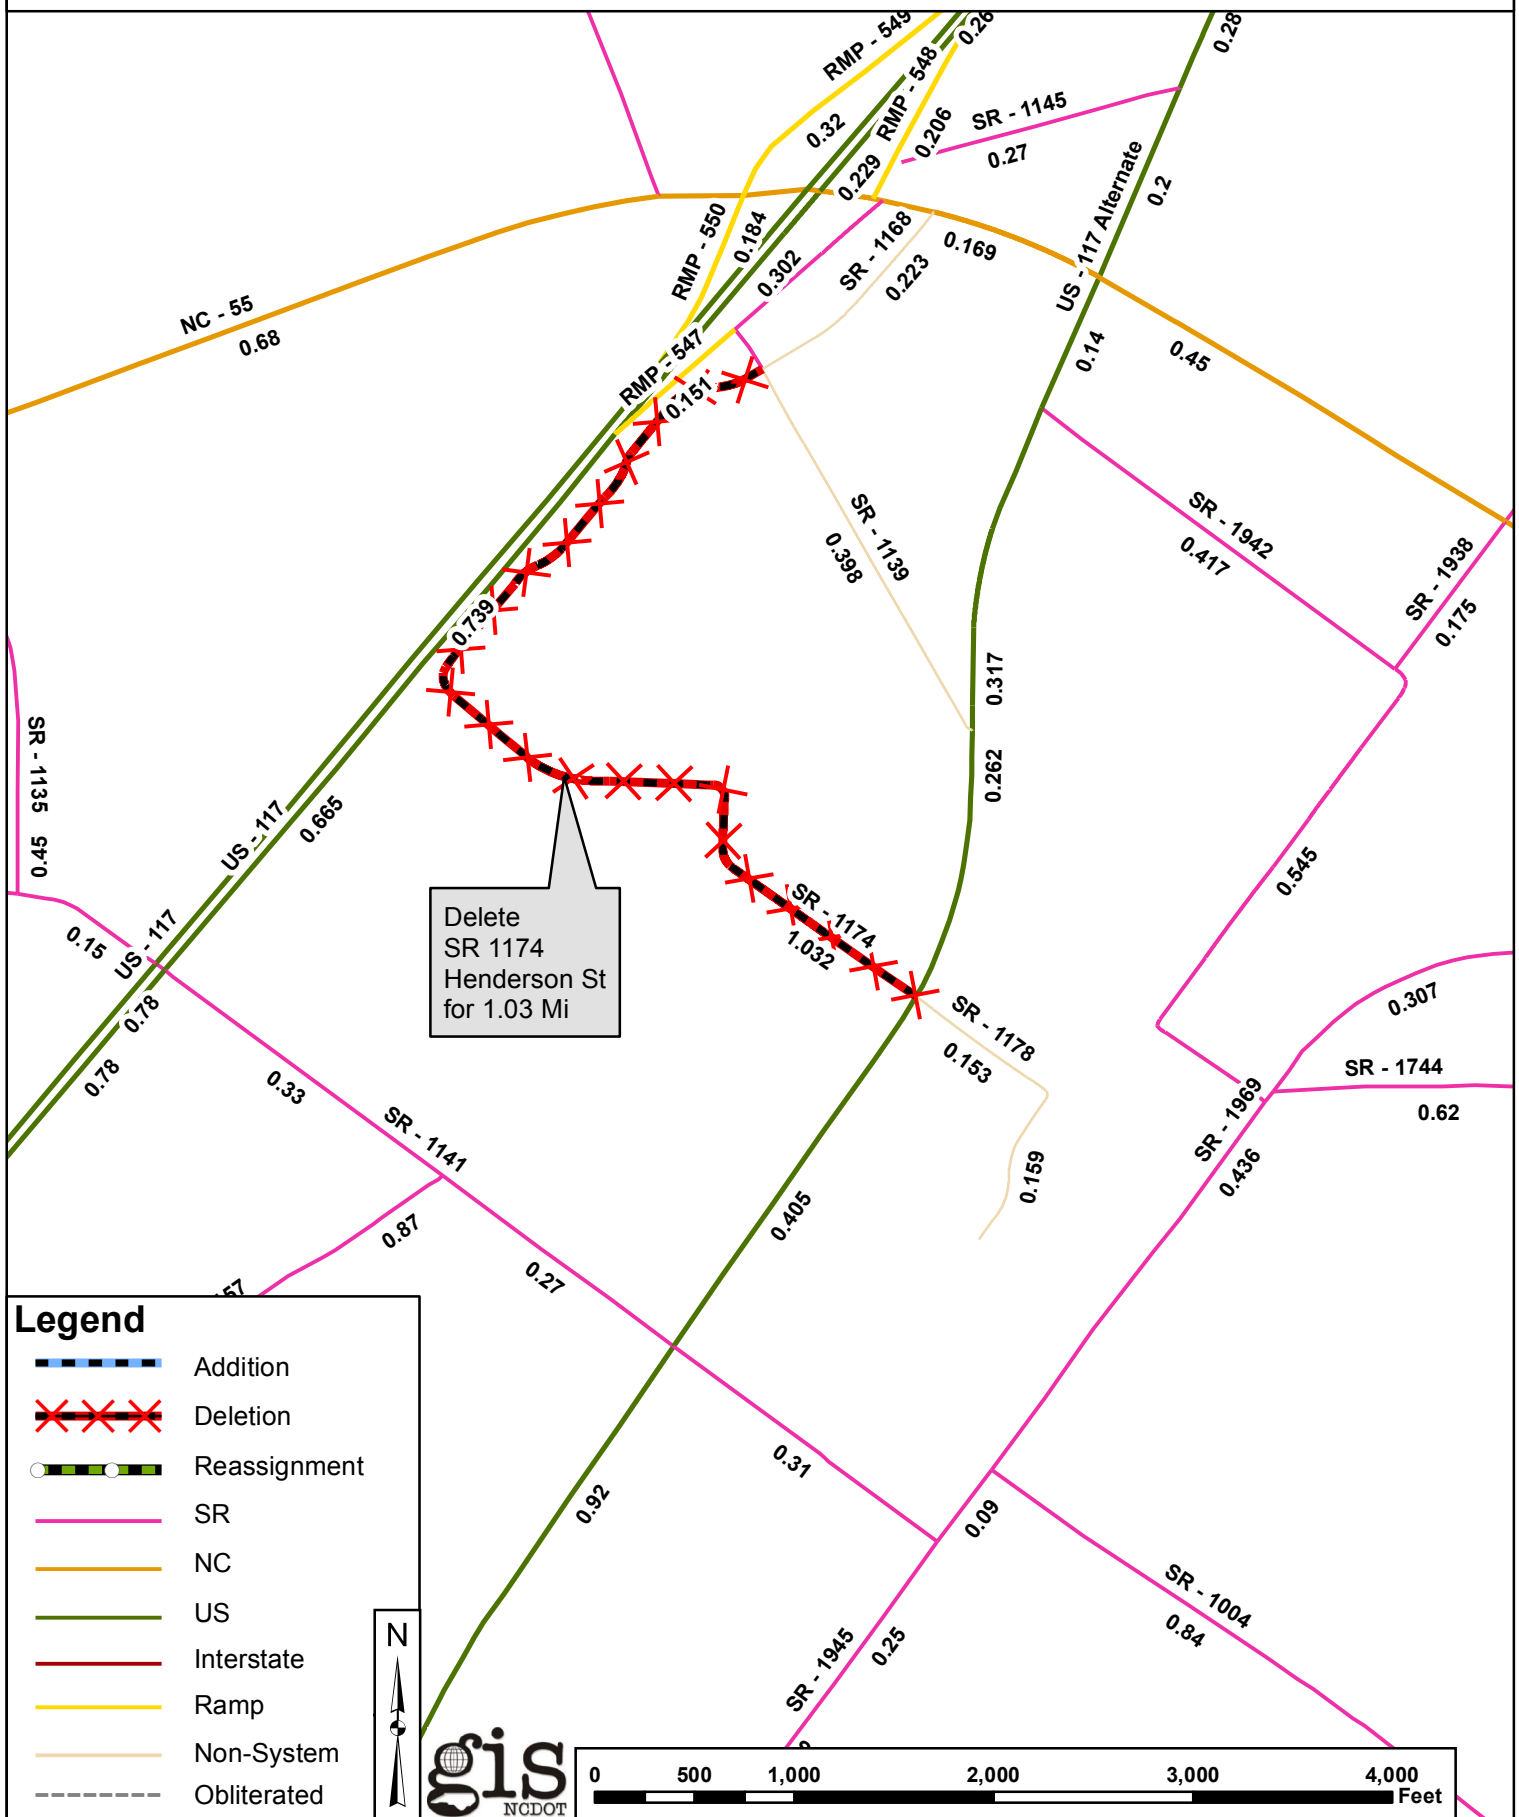 RMP - 549
0.26
0.28
RMP - 548
0.32
0.206
SR - 1145
0.27
0.229
US - 117 Alternate
0.2
RMP - 550
0.184
0.302
SR - 1168
0.223
0.169
NC - 55
0.68
RMP - 547
0.151
0.14
0.45
SR - 1139
0.398
SR - 1942
0.417
SR - 1938
0.175
0.739
0.317
0.262
SR - 1135
0.45
US - 117
0.665
0.545
Delete
SR 1174
Henderson St
for 1.03 Mi
SR - 1174
1.032
0.15
US - 117
0.78
0.78
0.33
SR - 1178
0.153
0.159
0.307
SR - 1744
0.62
SR - 1969
0.436
SR - 1141
0.87
0.405
0.27
0.31
0.92
0.09
SR - 1004
0.84
SR - 1945
0.25
Legend
Addition
Deletion
Reassignment
SR
NC
US
Interstate
Ramp
Non-System
Obliterated
N
gis
NCDOT
0 500 1,000 2,000 3,000 4,000
Feet